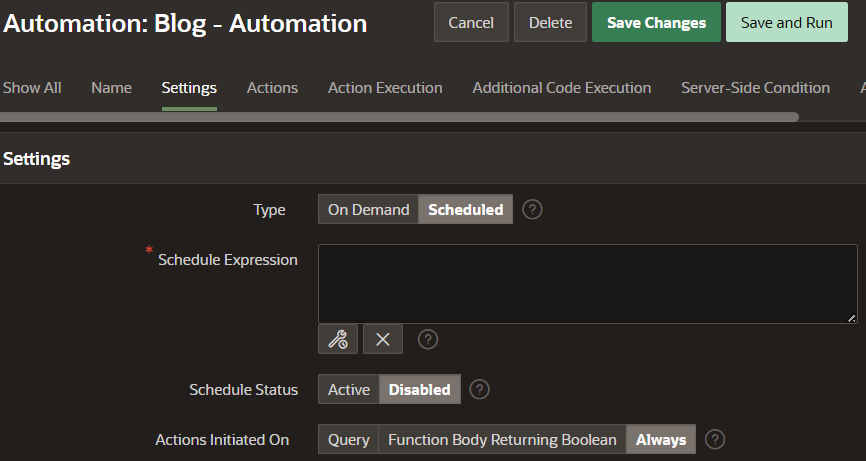 Automation: Blog - Automation Cancel Delete Save Changes Save and Run
Show All Name Settings Actions Action Execution Additional Code Execution Server-Side Condition
Settings
Type On Demand Scheduled ?
* Schedule Expression
?
Schedule Status Active Disabled ?
Actions Initiated On Query Function Body Returning Boolean Always ?